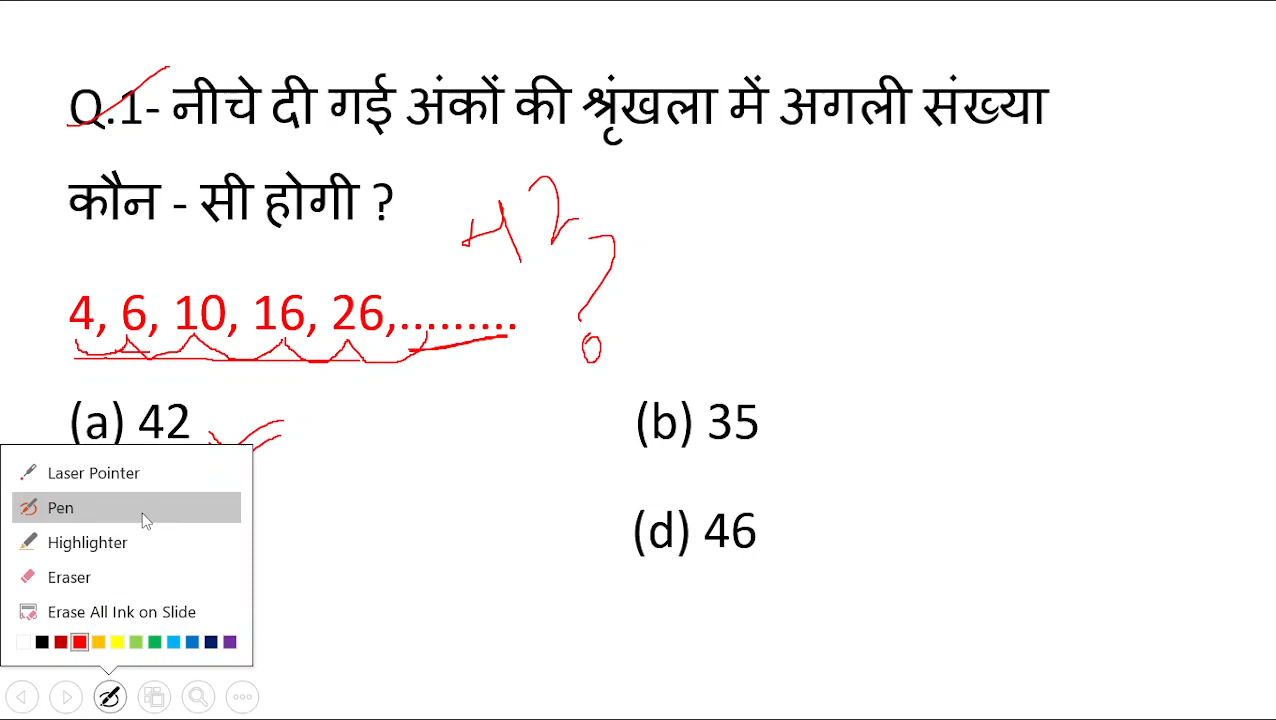 Q.1- नीचे दी गई अंकों की श्रृंखला में अगली संख्या
कौन - सी होगी ?
42
?
4, 6, 10, 16, 26,.........
(a) 42
(b) 35
(d) 46
Laser Pointer
Pen
Highlighter
Eraser
Erase All Ink on Slide